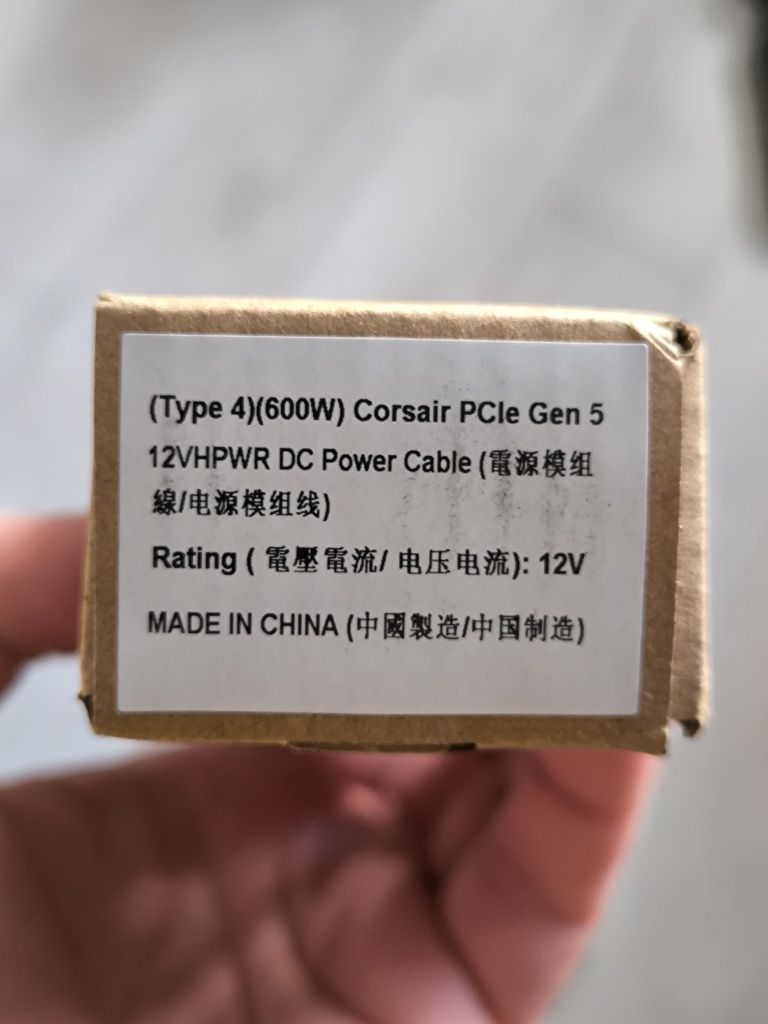 (Type 4)(600W) Corsair PCIe Gen 5
12VHPWR DC Power Cable (電源模组
線/电源模组线)
Rating ( 電壓電流/ 电压电流): 12V
MADE IN CHINA (中國製造/中国制造)